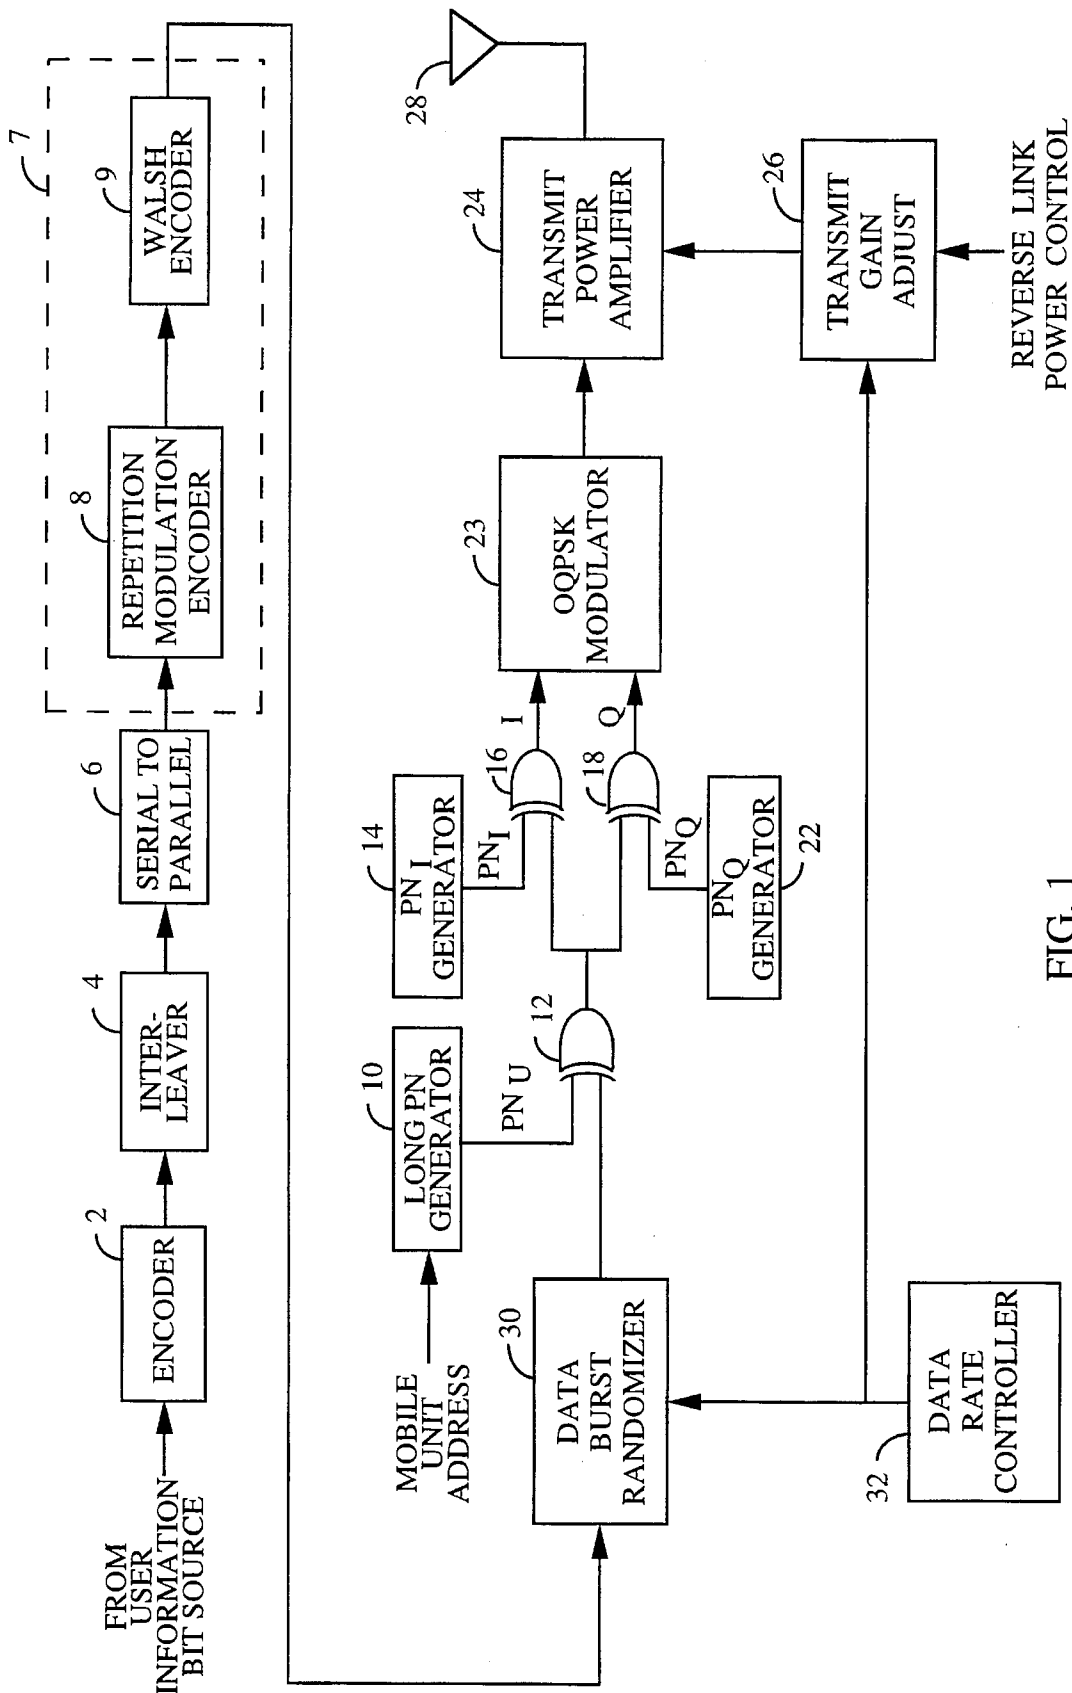 FROM
USER
INFORMATION
BIT SOURCE
ENCODER
2
INTER-
LEAVER
4
SERIAL TO
PARALLEL
6
7
REPETITION
MODULATION
ENCODER
8
WALSH
ENCODER
9
MOBILE
UNIT
ADDRESS
LONG PN
GENERATOR
10
PN U
12
PN I
GENERATOR
14
PN I
16
I
OQPSK
MODULATOR
23
TRANSMIT
POWER
AMPLIFIER
24
28
DATA
BURST
RANDOMIZER
30
18
Q
PN Q
PN Q
GENERATOR
22
TRANSMIT
GAIN
ADJUST
26
DATA
RATE
CONTROLLER
32
REVERSE LINK
POWER CONTROL
FIG. 1